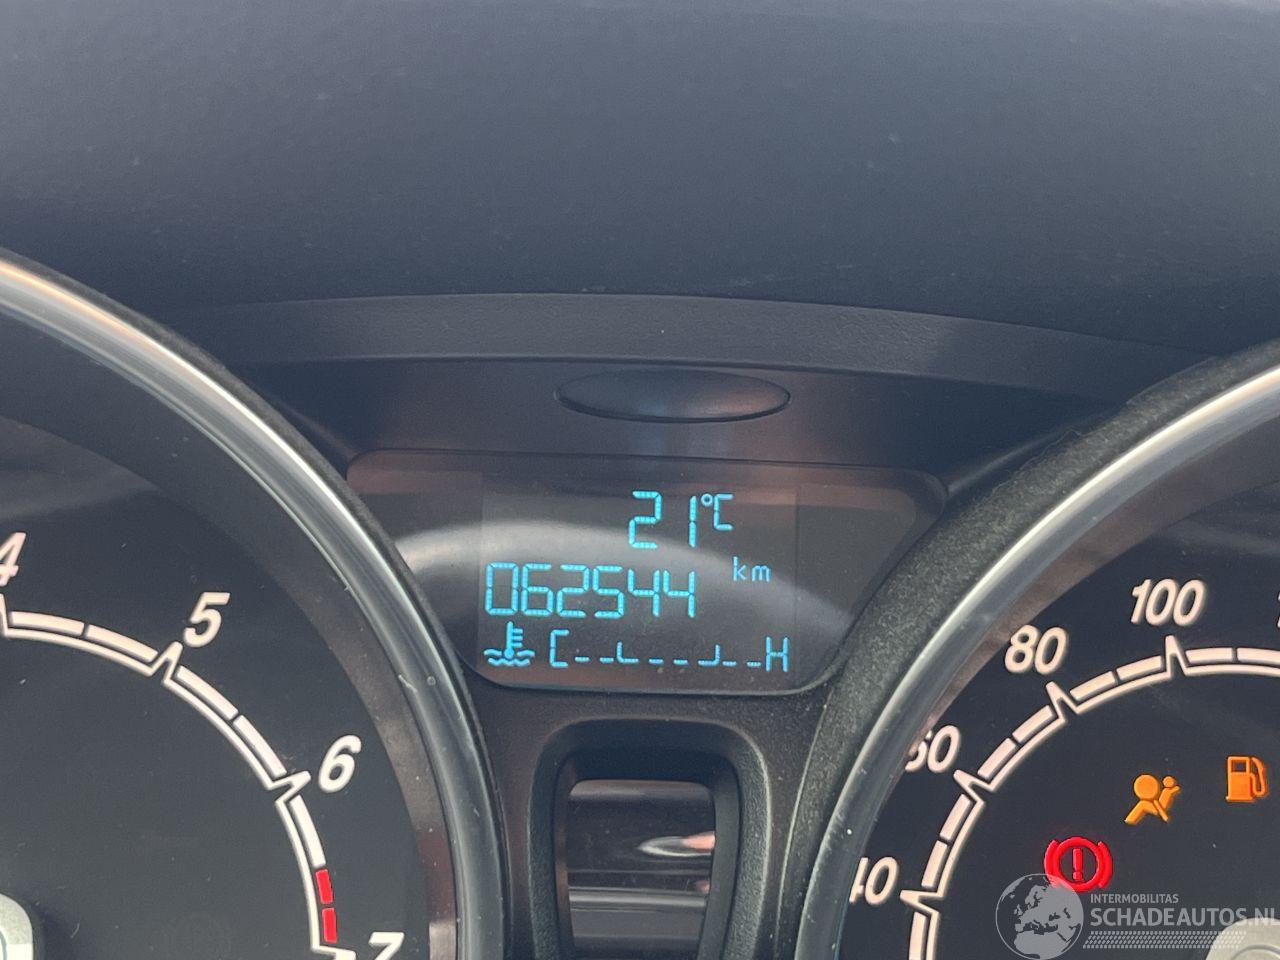 21°C
062544 km
C H
4
5
6
7
40
60
80
100
INTERMOBILITAS
SCHADEAUTOS.NL